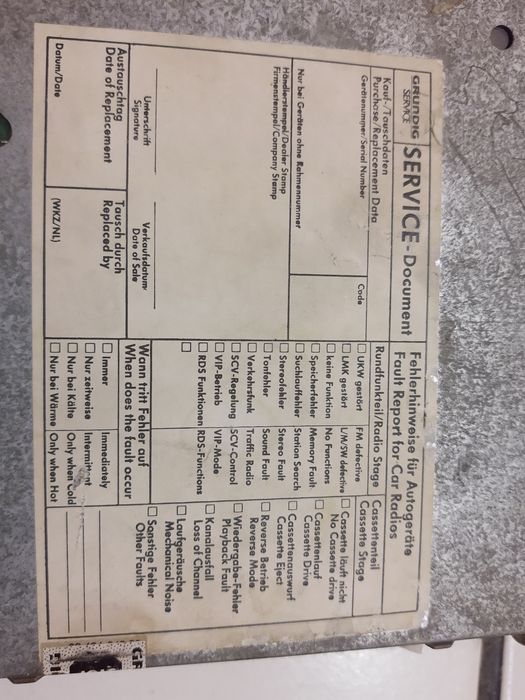 GRUNDIG
SERVICE
SERVICE-Document
Fehlerhinweise für Autogeräte
Fault Report for Car Radios
Kauf-/Tauschdaten
Purchase/Replacement Data
Gerätenummer/Serial Number
Code
Nur bei Geräten ohne Rahmennummer
Händlerstempel/Dealer Stamp
Firmenstempel/Company Stamp
Unterschrift
Signature
Verkaufsdatum
Date of Sale
Austauschtag
Date of Replacement
Tausch durch
Replaced by
Datum/Date
(WKZ/NL)
Rundfunkteil/Radio Stage
UKW gestört FM defective
LMK gestört L/M/SW defective
keine Funktion No Functions
Speicherfehler Memory Fault
Suchlauffehler Station Search
Stereofehler Stereo Fault
Tonfehler Sound Fault
Verkehrsfunk Traffic Radio
SCV-Regelung SCV-Control
VIP-Betrieb VIP-Mode
RDS Funktionen RDS-Functions
Wann tritt Fehler auf
When does the fault occur
Immer Immediately
Nur zeitweise Intermittent
Nur bei Kälte Only when Cold
Nur bei Wärme Only when Hot
Cassettenteil
Cassette Stage
Cassette läuft nicht
No Cassette drive
Cassettenlauf
Cassette Drive
Cassettenauswurf
Cassette Eject
Reverse Betrieb
Reverse Mode
Wiedergabe-Fehler
Playback Fault
Kanalausfall
Loss of Channel
Laufgeräusche
Mechanical Noise
Sonstige Fehler
Other Faults